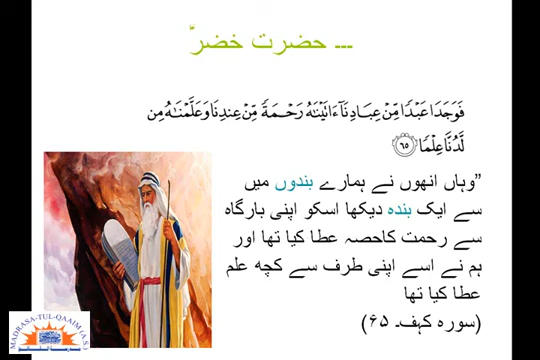 --- حضرت خضرؑ
فَوَجَدَا عَبْدًا مِّنْ عِبَادِنَآ ءَاتَيْنَٰهُ رَحْمَةً مِّنْ عِندِنَا وَعَلَّمْنَٰهُ مِن
لَّدُنَّا عِلْمًا ٦٥
”وہاں انھوں نے ہمارے بندوں میں
سے ایک بندہ دیکھا اسکو اپنی بارگاہ
سے رحمت کاحصہ عطا کیا تھا اور
ہم نے اسے اپنی طرف سے کچھ علم
عطا کیا تھا
(سورہ کہف۔ ۶۵)
MADRASA-TUL-QAAIM (A.S.)